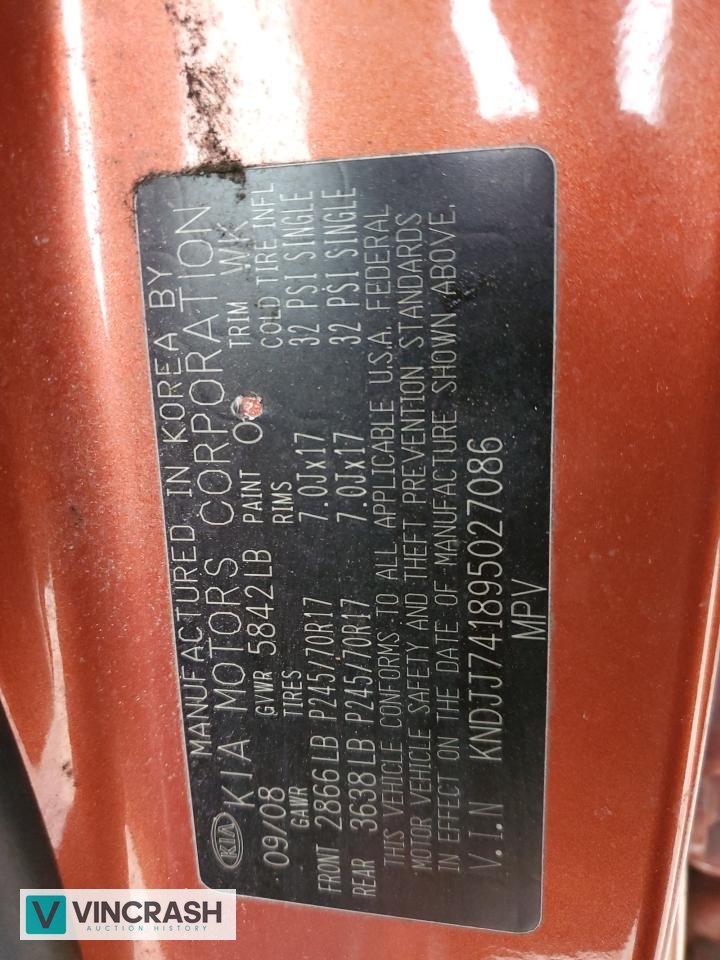 MANUFACTURED IN KOREA BY
KIA KIA MOTORS CORPORATION
09/08 GVWR 5842LB PAINT TRIM WK
GAWR TIRES RIMS COLD TIRE INFL
FRONT 2866LB P245/70R17 7.0Jx17 32 PSI SINGLE
REAR 3638LB P245/70R17 7.0Jx17 32 PSI SINGLE
THIS VEHICLE CONFORMS TO ALL APPLICABLE U.S.A. FEDERAL
MOTOR VEHICLE SAFETY AND THEFT PREVENTION STANDARDS
IN EFFECT ON THE DATE OF MANUFACTURE SHOWN ABOVE.
V.I.N KNDJJ741895027086
MPV
V VINCRASH
AUCTION HISTORY